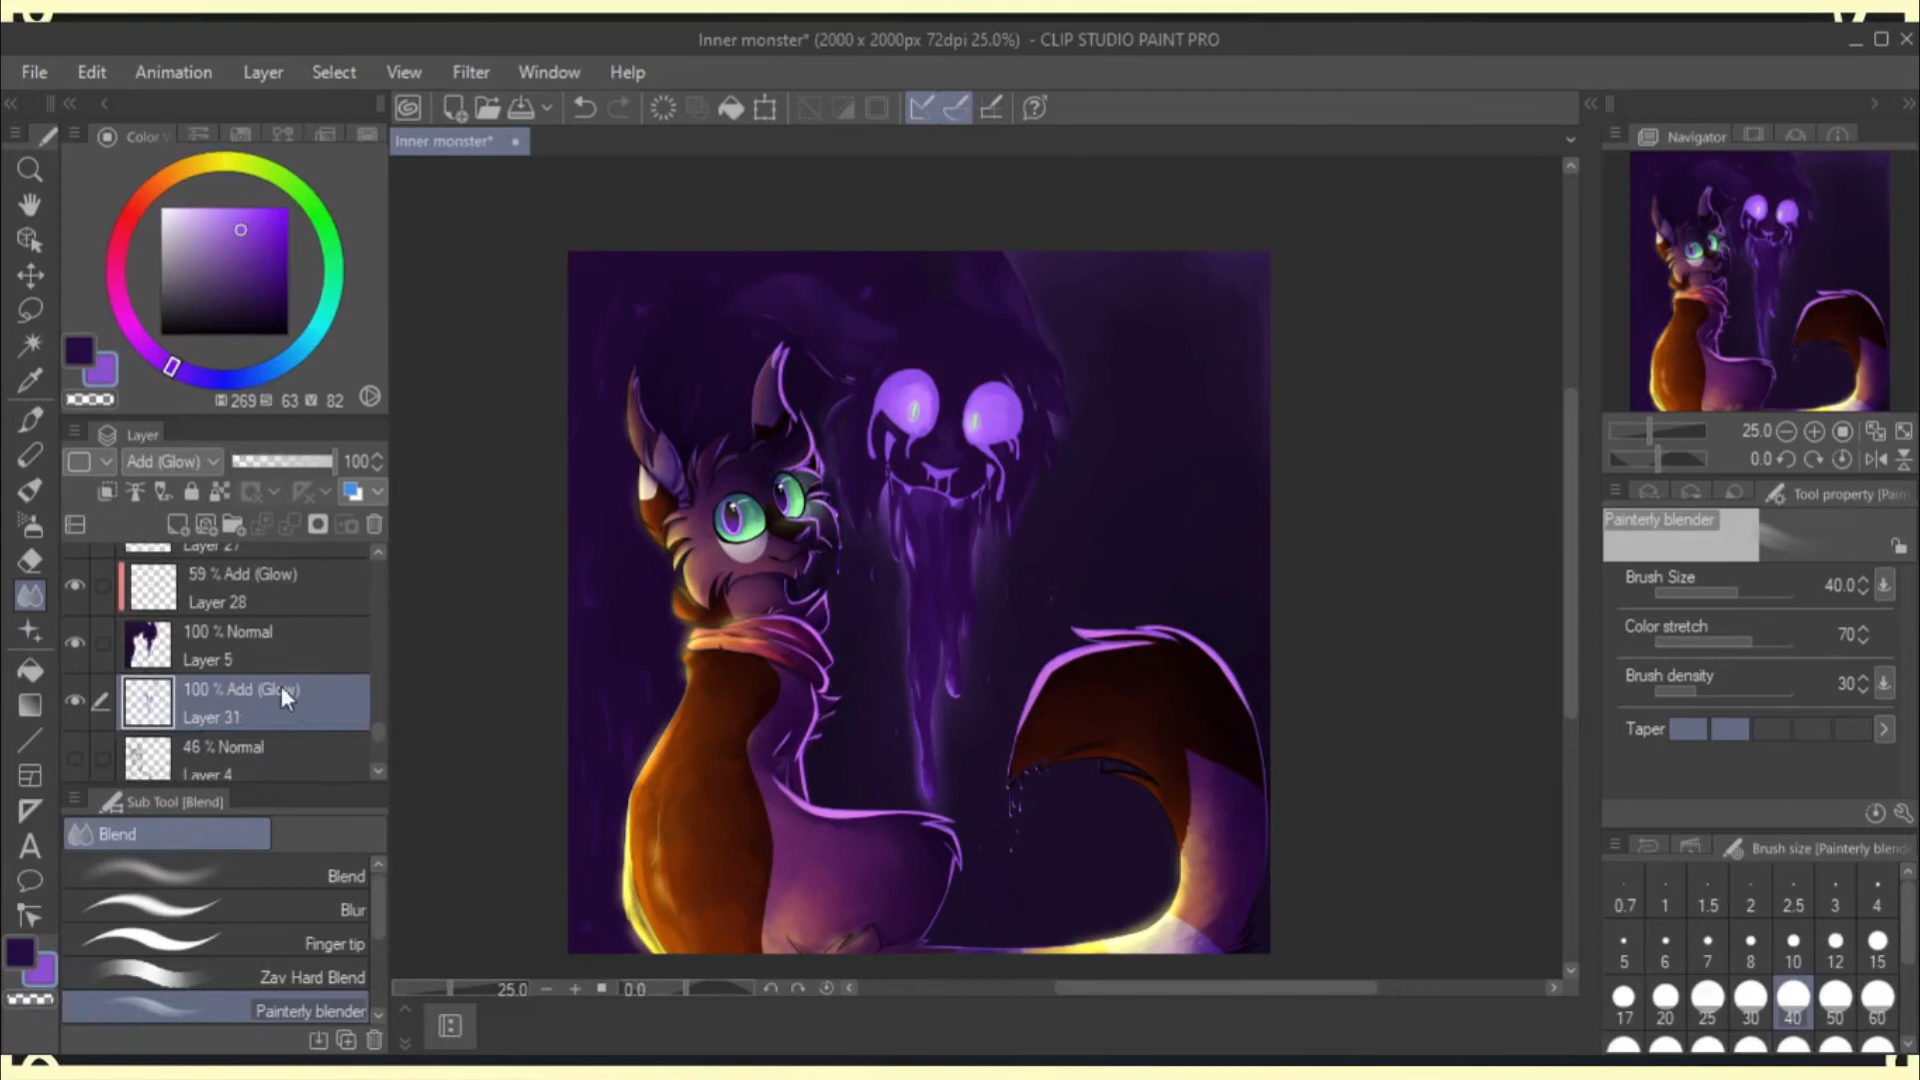 Inner monster* (2000 x 2000px 72dpi 25.0%) - CLIP STUDIO PAINT PRO
File Edit Animation Layer Select View Filter Window Help
Color
Inner monster*
Navigator
269 63 V 82
25.0
0.0
Layer
Add (Glow) 100
Layer 27
59 % Add (Glow)
Layer 28
100 % Normal
Layer 5
100 % Add (Glow)
Layer 31
46 % Normal
Layer 4
Tool property [Pain
Painterly blender
Brush Size 40.0
Color stretch 70
Brush density 30
Taper
Sub Tool [Blend]
Blend
Blend
Blur
Finger tip
Zav Hard Blend
Painterly blender
25.0 0.0
Brush size [Painterly blend
0.7 1 1.5 2 2.5 3 4
5 6 7 8 10 12 15
17 20 25 30 40 50 60